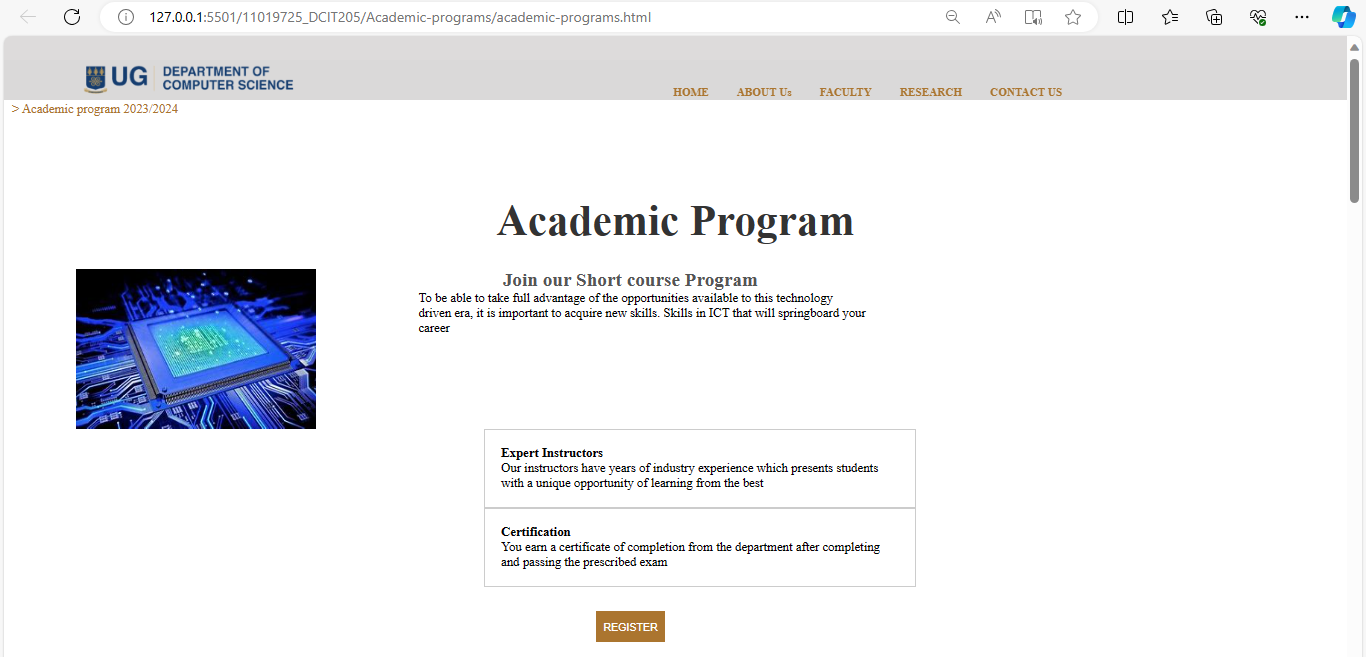 127.0.0.1:5501/11019725_DCIT205/Academic-programs/academic-programs.html
UG DEPARTMENT OF
COMPUTER SCIENCE
HOME ABOUT Us FACULTY RESEARCH CONTACT US
> Academic program 2023/2024
Academic Program
Join our Short course Program
To be able to take full advantage of the opportunities available to this technology
driven era, it is important to acquire new skills. Skills in ICT that will springboard your
career
Expert Instructors
Our instructors have years of industry experience which presents students
with a unique opportunity of learning from the best
Certification
You earn a certificate of completion from the department after completing
and passing the prescribed exam
REGISTER